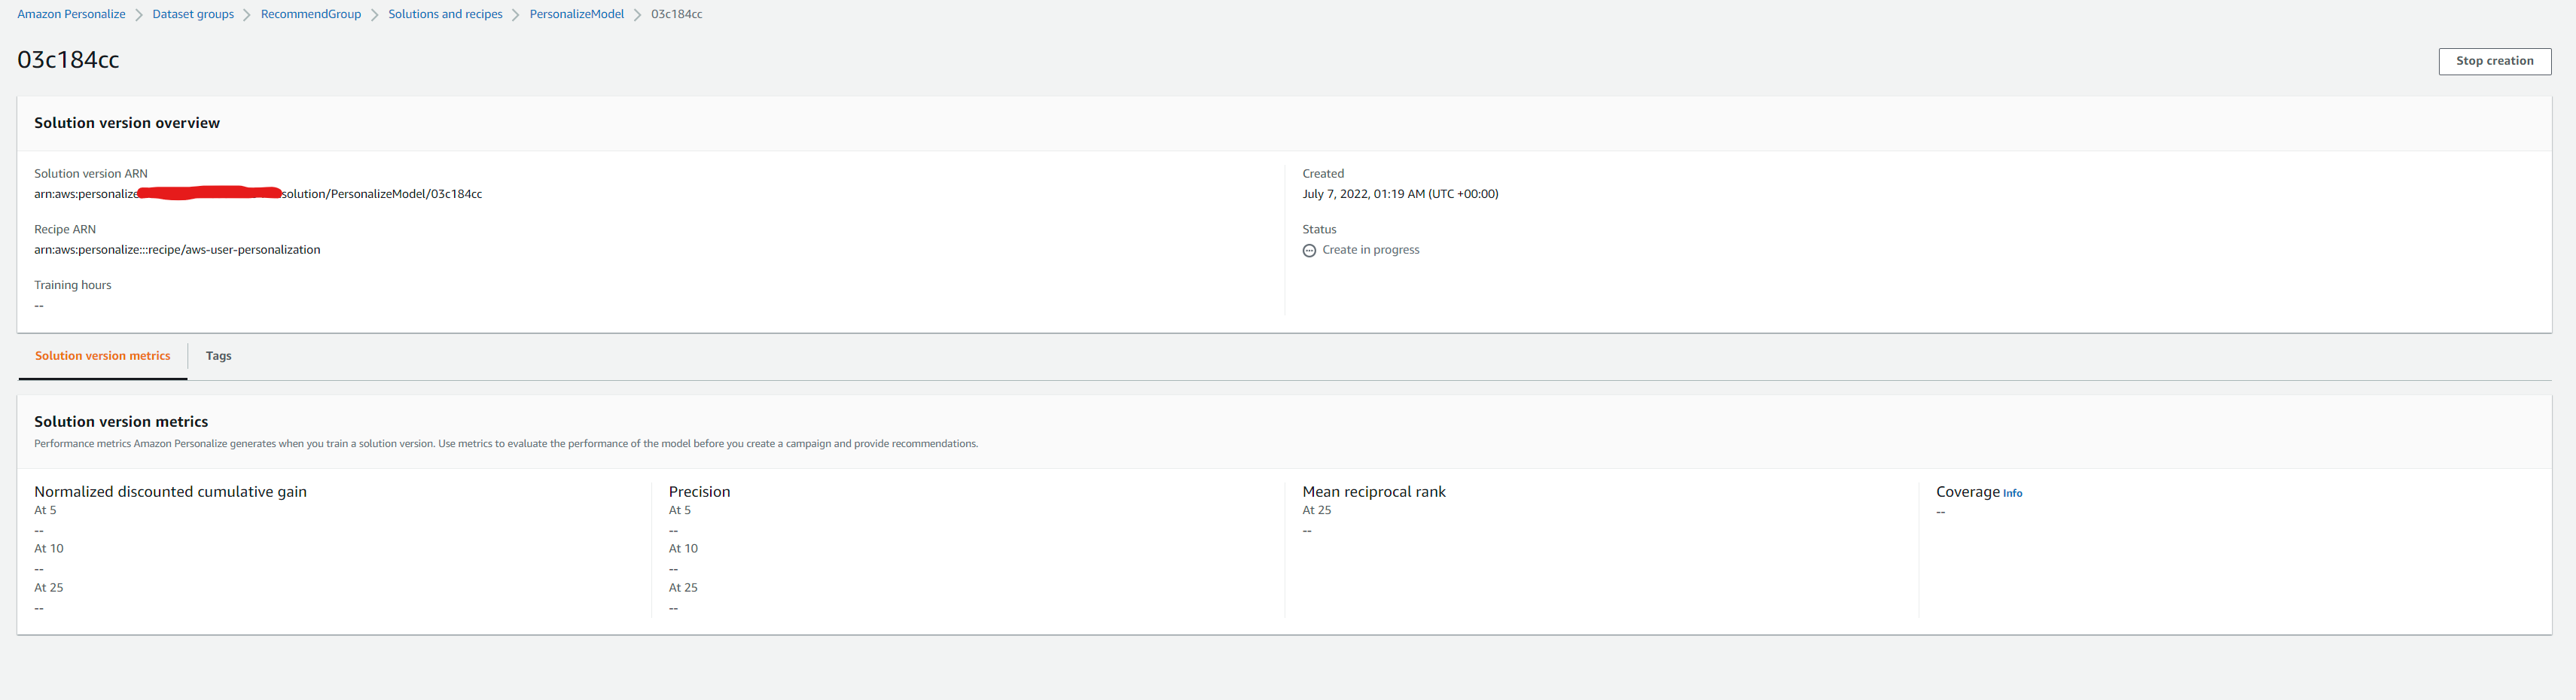 Amazon Personalize > Dataset groups > RecommendGroup > Solutions and recipes > PersonalizeModel > 03c184cc
03c184cc
Stop creation
Solution version overview
Solution version ARN
arn:aws:personalize solution/PersonalizeModel/03c184cc
Recipe ARN
arn:aws:personalize:::recipe/aws-user-personalization
Training hours
--
Created
July 7, 2022, 01:19 AM (UTC +00:00)
Status
Create in progress
Solution version metrics
Tags
Solution version metrics
Performance metrics Amazon Personalize generates when you train a solution version. Use metrics to evaluate the performance of the model before you create a campaign and provide recommendations.
Normalized discounted cumulative gain
At 5
--
At 10
--
At 25
--
Precision
At 5
--
At 10
--
At 25
--
Mean reciprocal rank
At 25
--
Coverage Info
--